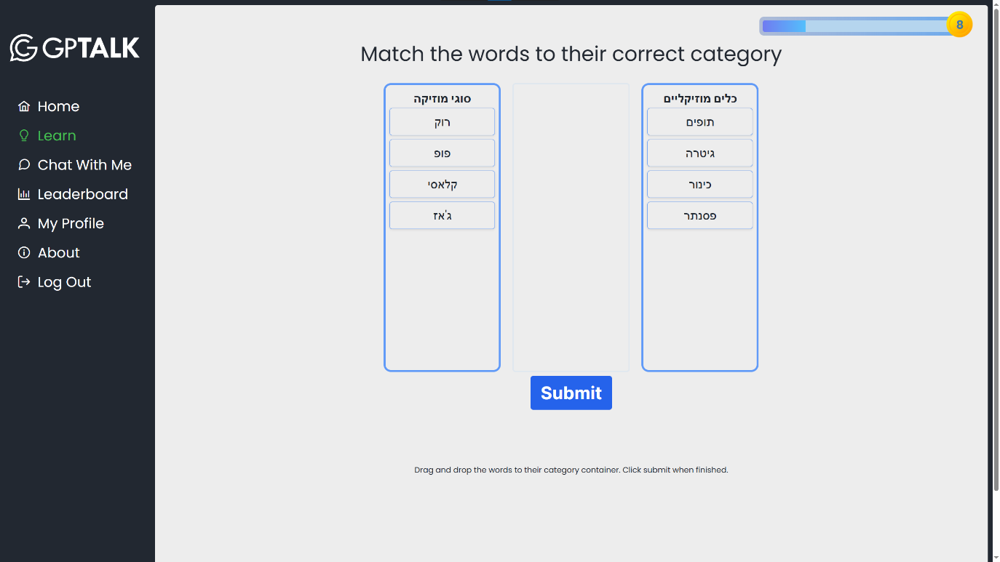 GPTALK
Home
Learn
Chat With Me
Leaderboard
My Profile
About
Log Out
8
Match the words to their correct category
סוגי מוזיקה
רוק
פופ
קלאסי
ג'אז
כלים מוזיקליים
תופים
גיטרה
כינור
פסנתר
Submit
Drag and drop the words to their category container. Click submit when finished.